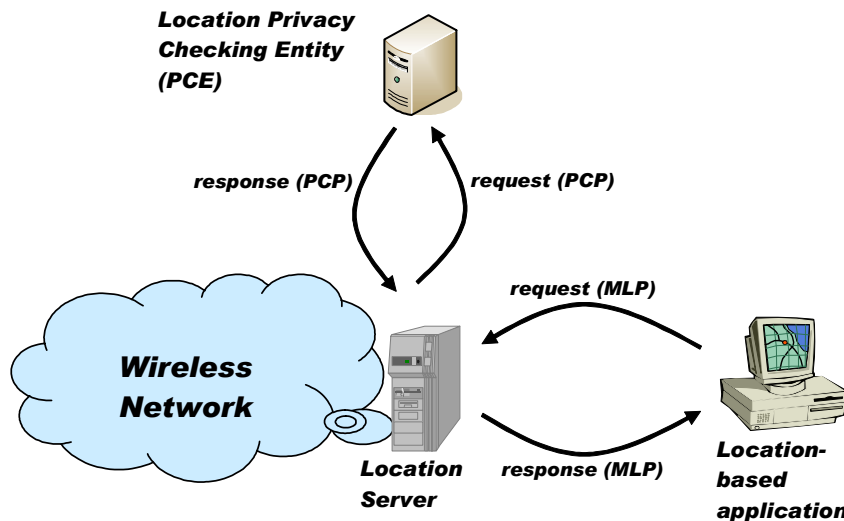 Location Privacy
Checking Entity
(PCE)
response (PCP)
request (PCP)
request (MLP)
Wireless
Network
Location
Server
response (MLP)
Location-
based
application